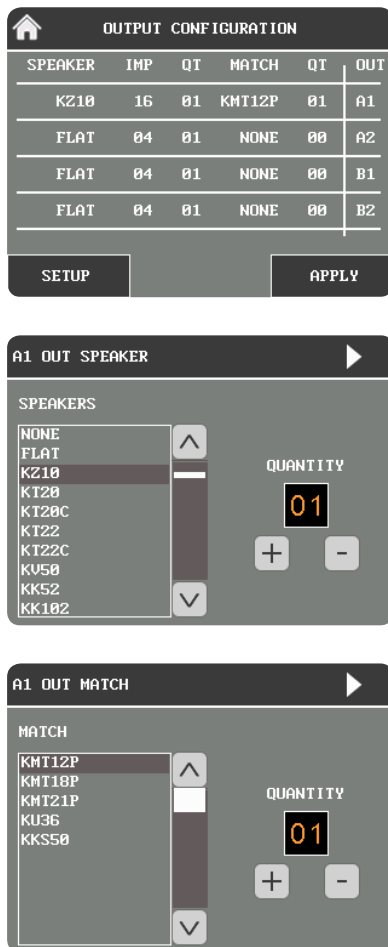 OUTPUT CONFIGURATION
SPEAKER IMP QT MATCH QT OUT
KZ10 16 01 KMT12P 01 A1
FLAT 04 01 NONE 00 A2
FLAT 04 01 NONE 00 B1
FLAT 04 01 NONE 00 B2
SETUP APPLY
A1 OUT SPEAKER
SPEAKERS
NONE
FLAT
KZ10
KT20
KT20C
KT22
KT22C
KV50
KK52
KK102
QUANTITY
01
+ -
A1 OUT MATCH
MATCH
KMT12P
KMT18P
KMT21P
KU36
KKS50
QUANTITY
01
+ -